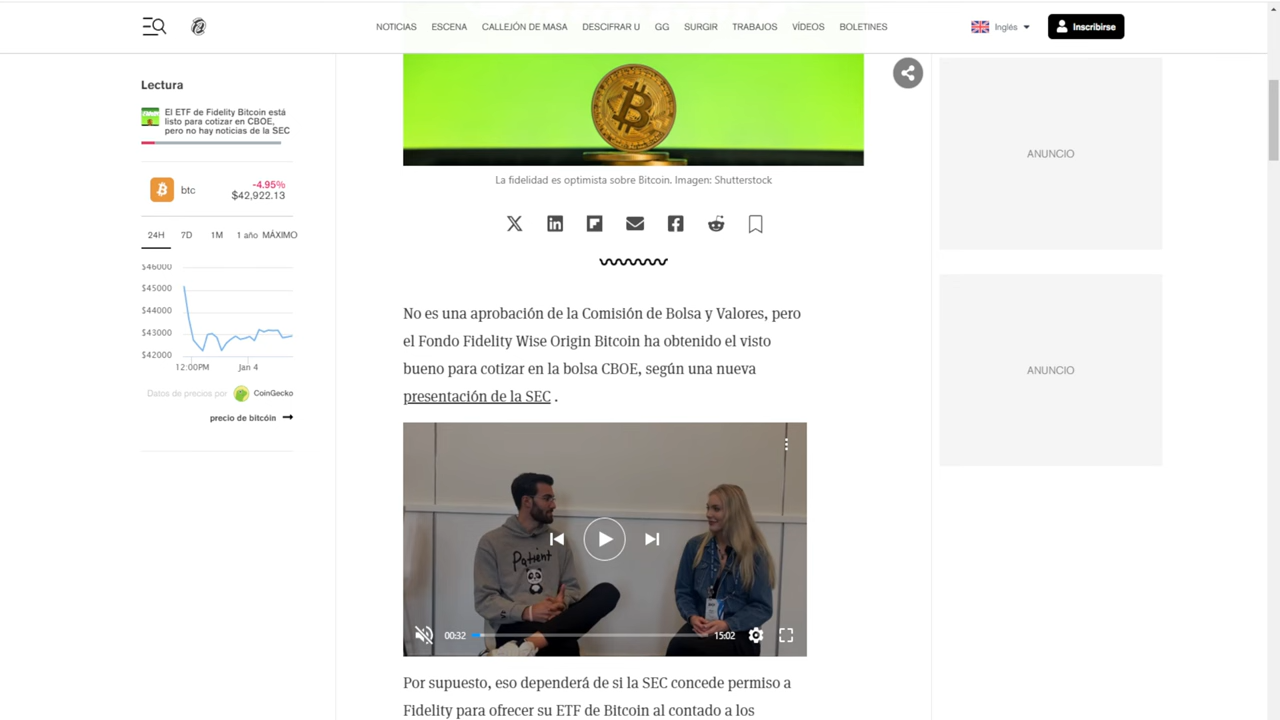 NOTICIAS ESCENA CALLEJÓN DE MASA DESCIFRAR U GG SURGIR TRABAJOS VÍDEOS BOLETINES Inglés Inscribirse
Lectura
El ETF de Fidelity Bitcoin está
listo para cotizar en CBOE,
pero no hay noticias de la SEC
btc
-4.95%
$42,922.13
24H 7D 1M 1 año MÁXIMO
$46000
$45000
$44000
$43000
$42000
12:00PM Jan 4
Datos de precios por CoinGecko
precio de bitcóin
La fidelidad es optimista sobre Bitcoin. Imagen: Shutterstock
No es una aprobación de la Comisión de Bolsa y Valores, pero
el Fondo Fidelity Wise Origin Bitcoin ha obtenido el visto
bueno para cotizar en la bolsa CBOE, según una nueva
presentación de la SEC .
Patient
00:32
15:02
Por supuesto, eso dependerá de si la SEC concede permiso a
Fidelity para ofrecer su ETF de Bitcoin al contado a los
ANUNCIO
ANUNCIO